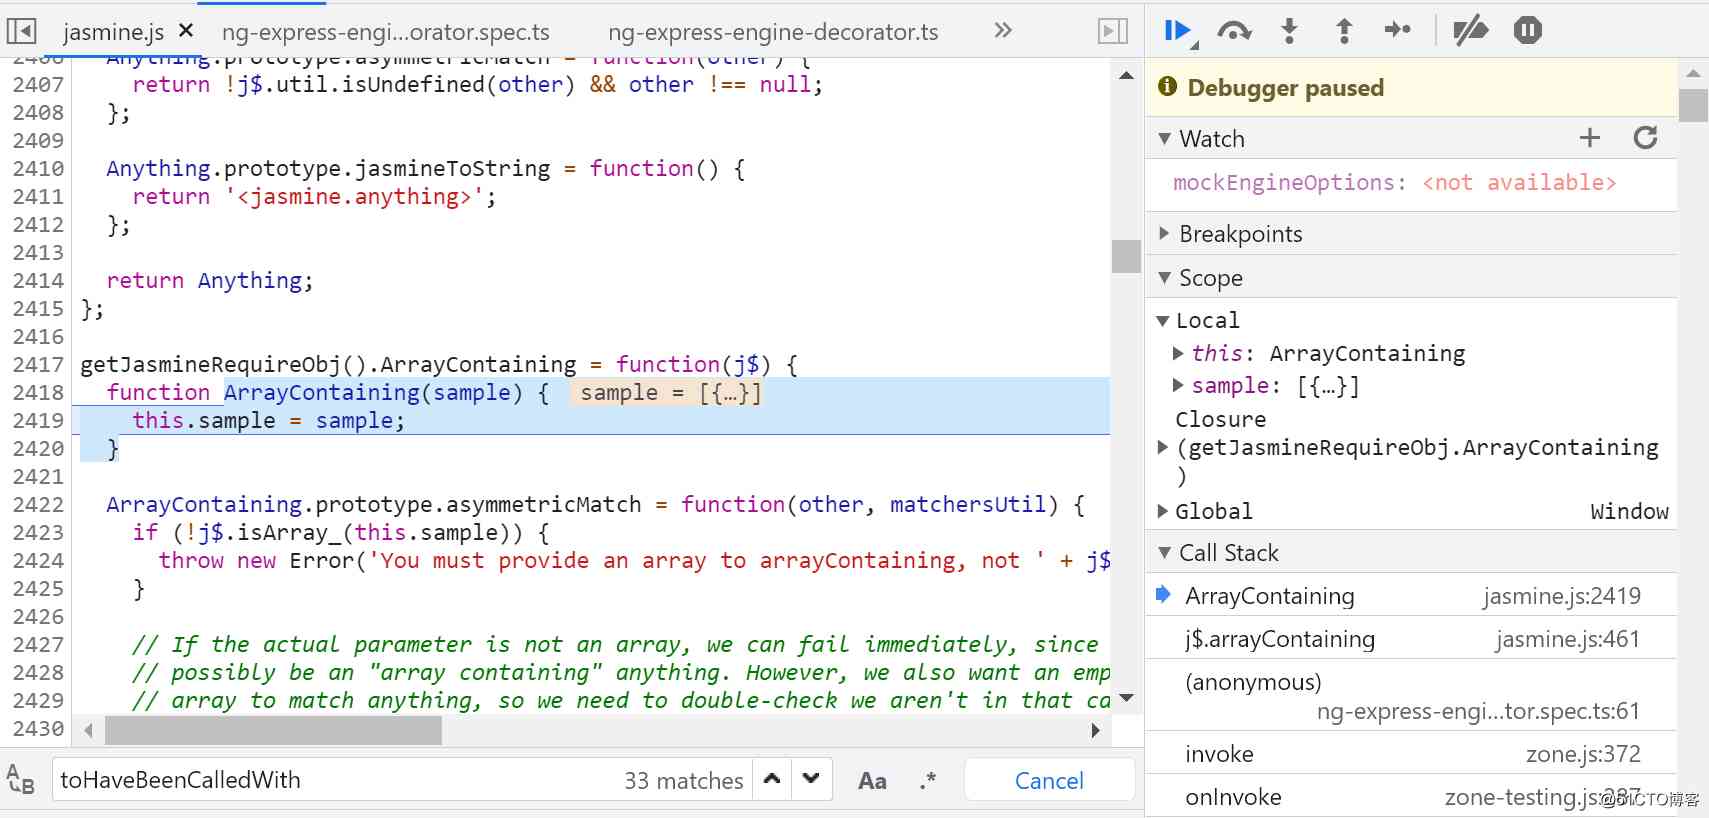 jasmine.js ×
ng-express-engi...orator.spec.ts
ng-express-engine-decorator.ts
»
2406 Anything.prototype.asymmetricMatch = function(other) {
2407 return !j$.util.isUndefined(other) && other !== null;
2408 };
2409
2410 Anything.prototype.jasmineToString = function() {
2411 return '<jasmine.anything>';
2412 };
2413
2414 return Anything;
2415 };
2416
2417 getJasmineRequireObj().ArrayContaining = function(j$) {
2418 function ArrayContaining(sample) { sample = [{…}]
2419 this.sample = sample;
2420 }
2421
2422 ArrayContaining.prototype.asymmetricMatch = function(other, matchersUtil) {
2423 if (!j$.isArray_(this.sample)) {
2424 throw new Error('You must provide an array to arrayContaining, not ' + j$
2425 }
2426
2427 // If the actual parameter is not an array, we can fail immediately, since
2428 // possibly be an "array containing" anything. However, we also want an emp
2429 // array to match anything, so we need to double-check we aren't in that ca
2430
toHaveBeenCalledWith 33 matches Aa .* Cancel
Debugger paused
Watch
mockEngineOptions: <not available>
Breakpoints
Scope
Local
this: ArrayContaining
sample: [{…}]
Closure
(getJasmineRequireObj.ArrayContaining
)
Global Window
Call Stack
ArrayContaining jasmine.js:2419
j$.arrayContaining jasmine.js:461
(anonymous)
ng-express-engi...tor.spec.ts:61
invoke zone.js:372
onInvoke zone-testing.js:287
@51CTO博客